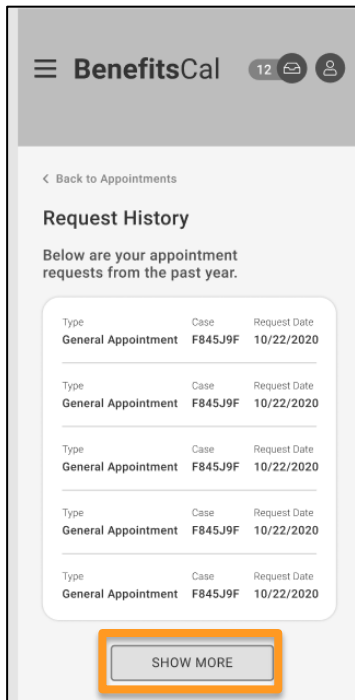 BenefitsCal 12
Back to Appointments
Request History
Below are your appointment
requests from the past year.
Type Case Request Date
General Appointment F845J9F 10/22/2020
Type Case Request Date
General Appointment F845J9F 10/22/2020
Type Case Request Date
General Appointment F845J9F 10/22/2020
Type Case Request Date
General Appointment F845J9F 10/22/2020
Type Case Request Date
General Appointment F845J9F 10/22/2020
SHOW MORE